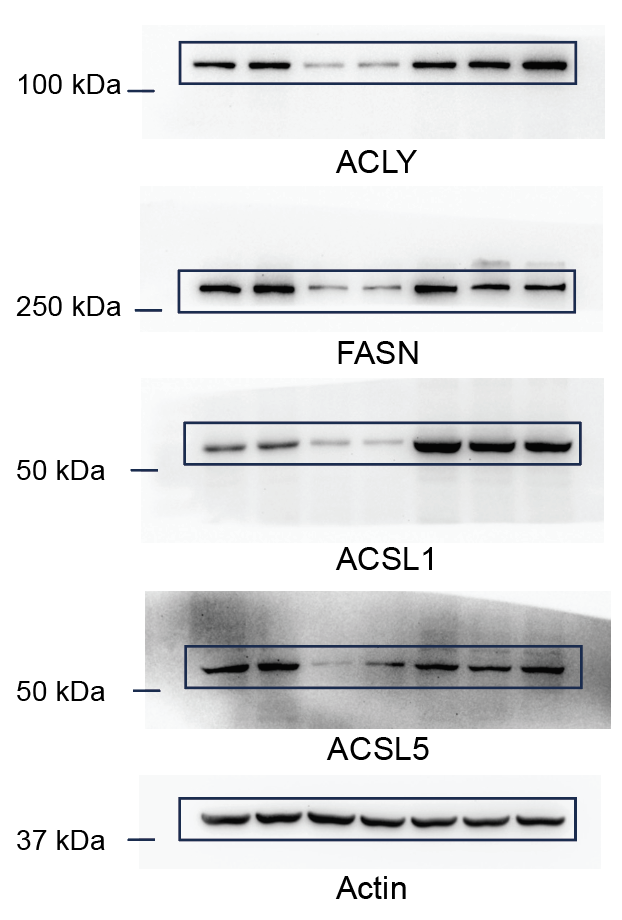 100 kDa
ACLY
250 kDa
FASN
50 kDa
ACSL1
50 kDa
ACSL5
37 kDa
Actin